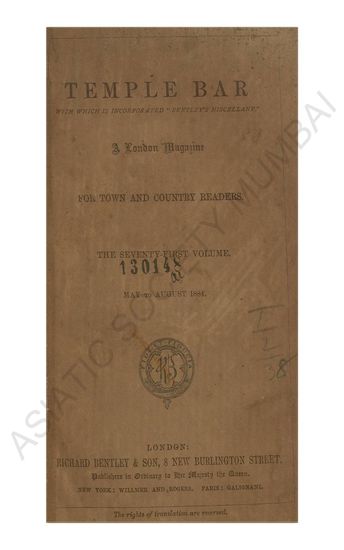 TEMPLE BAR
WITH WHICH IS INCORPORATED "BENTLEY'S MISCELLANY."
A London Magazine
FOR TOWN AND COUNTRY READERS.
THE SEVENTY-FIRST VOLUME.
130148
MAY TO AUGUST 1884.
LONDON:
RICHARD BENTLEY & SON, 8 NEW BURLINGTON STREET.
Publishers in Ordinary to Her Majesty the Queen.
NEW YORK: WILLMER AND ROGERS. PARIS: GALIGNANI.
The rights of translation are reserved.
ASIATIC SOCIETY MUMBAI